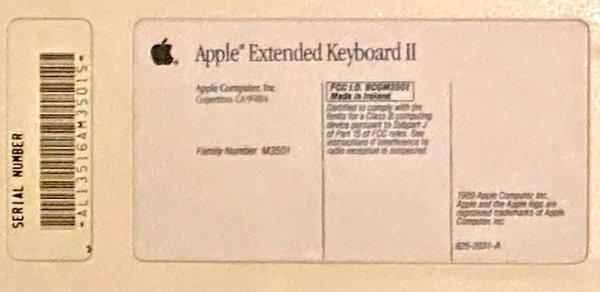 SERIAL NUMBER
*AL13516AM3501S*
Apple® Extended Keyboard II
Apple Computer, Inc.
Cupertino, CA 95014
Family Number: M3501
FCC I.D. BCGM3501
Made in Ireland
Certified to comply with the
limits for a Class B computing
device pursuant to Subpart J
of Part 15 of FCC rules. See
instructions if interference to
radio reception is suspected.
1989 Apple Computer, Inc.
Apple and the Apple logo are
registered trademarks of Apple
Computer, Inc.
825-2031-A